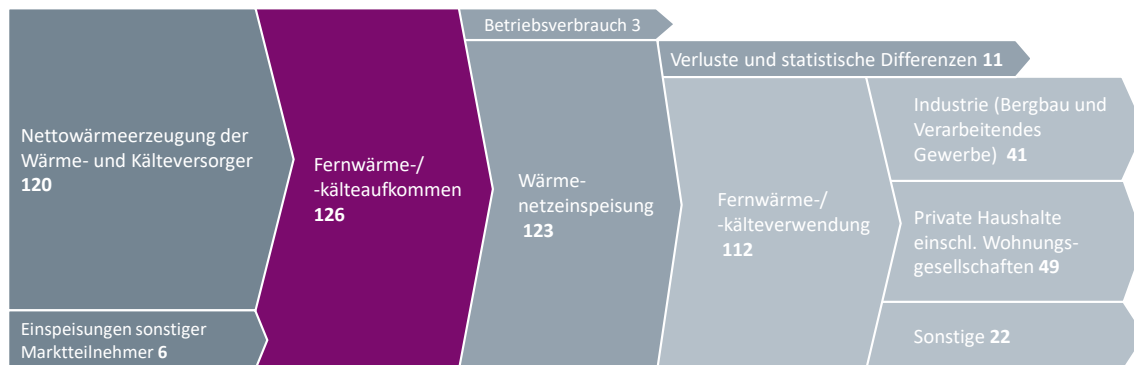 Nettowärmeerzeugung der
Wärme- und Kälteversorger
120
Einspeisungen sonstiger
Marktteilnehmer 6
Fernwärme-/
-kälteaufkommen
126
Betriebsverbrauch 3
Wärme-
netzeinspeisung
123
Verluste und statistische Differenzen 11
Fernwärme-/
-kälteverwendung
112
Industrie (Bergbau und
Verarbeitendes
Gewerbe) 41
Private Haushalte
einschl. Wohnungs-
gesellschaften 49
Sonstige 22